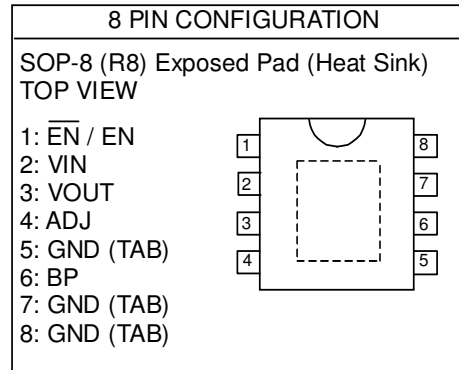 8 PIN CONFIGURATION
SOP-8 (R8) Exposed Pad (Heat Sink)
TOP VIEW
1: E̅N̅ / EN
2: VIN
3: VOUT
4: ADJ
5: GND (TAB)
6: BP
7: GND (TAB)
8: GND (TAB)
1 8
2 7
3 6
4 5